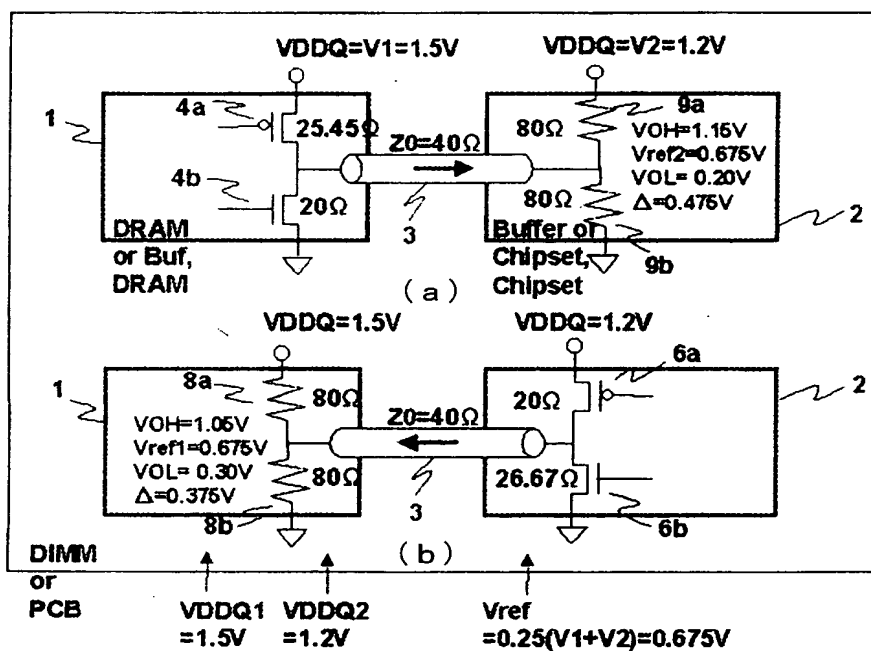 VDDQ=V1=1.5V
VDDQ=V2=1.2V
1
4a
25.45Ω
4b
20Ω
DRAM
or Buf,
DRAM
Z0=40Ω
3
80Ω
9a
VOH=1.15V
Vref2=0.675V
VOL= 0.20V
Δ=0.475V
80Ω
2
9b
Buffer or
Chipset,
Chipset
(a)
VDDQ=1.5V
VDDQ=1.2V
1
8a
80Ω
VOH=1.05V
Vref1=0.675V
VOL= 0.30V
Δ=0.375V
80Ω
8b
Z0=40Ω
3
6a
20Ω
2
26.67Ω
6b
(b)
DIMM
or
PCB
VDDQ1
=1.5V
VDDQ2
=1.2V
Vref
=0.25(V1+V2)=0.675V